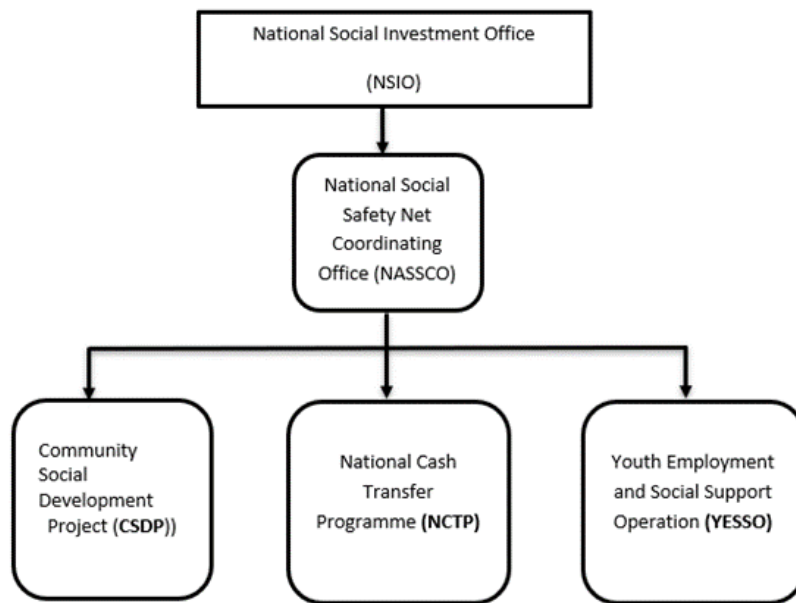 National Social Investment Office
(NSIO)
National Social
Safety Net
Coordinating
Office (NASSCO)
Community
Social
Development
Project (CSDP))
National Cash
Transfer
Programme (NCTP)
Youth Employment
and Social Support
Operation (YESSO)